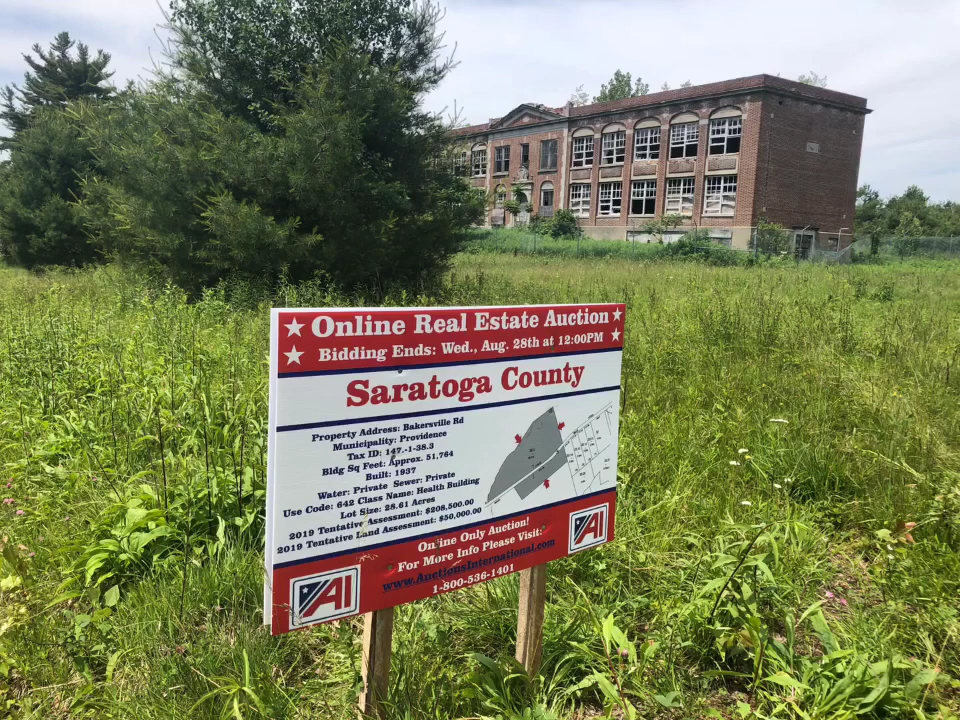 Online Real Estate Auction
Bidding Ends: Wed., Aug. 28th at 12:00PM
Saratoga County
Property Address: Bakersville Rd
Municipality: Providence
Tax ID: 147.-1-38.3
Bldg Sq Feet: Approx. 51,764
Built: 1937
Water: Private Sewer: Private
Use Code: 642 Class Name: Health Building
Lot Size: 28.61 Acres
2019 Tentative Assessment: $208,500.00
2019 Tentative Land Assessment: $50,000.00
Online Only Auction!
For More Info Please Visit:
www.AuctionsInternational.com
1-800-536-1401
AI
AI